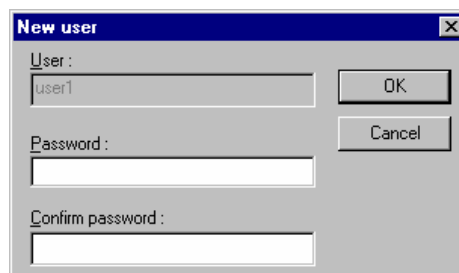 New user
User :
user1
OK
Cancel
Password :
Confirm password :